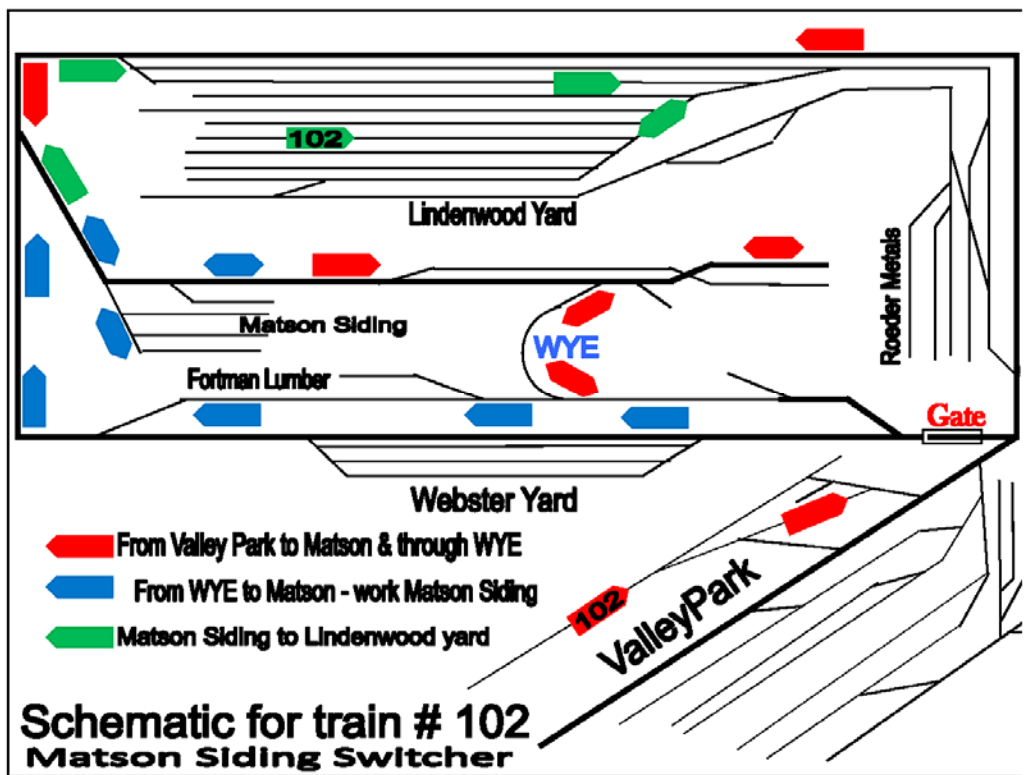 102
Lindenwood Yard
Roeder Metals
Matson Siding
WYE
Fortman Lumber
Gate
Webster Yard
From Valley Park to Matson & through WYE
From WYE to Matson - work Matson Siding
Matson Siding to Lindenwood yard
102
ValleyPark
Schematic for train # 102
Matson Siding Switcher